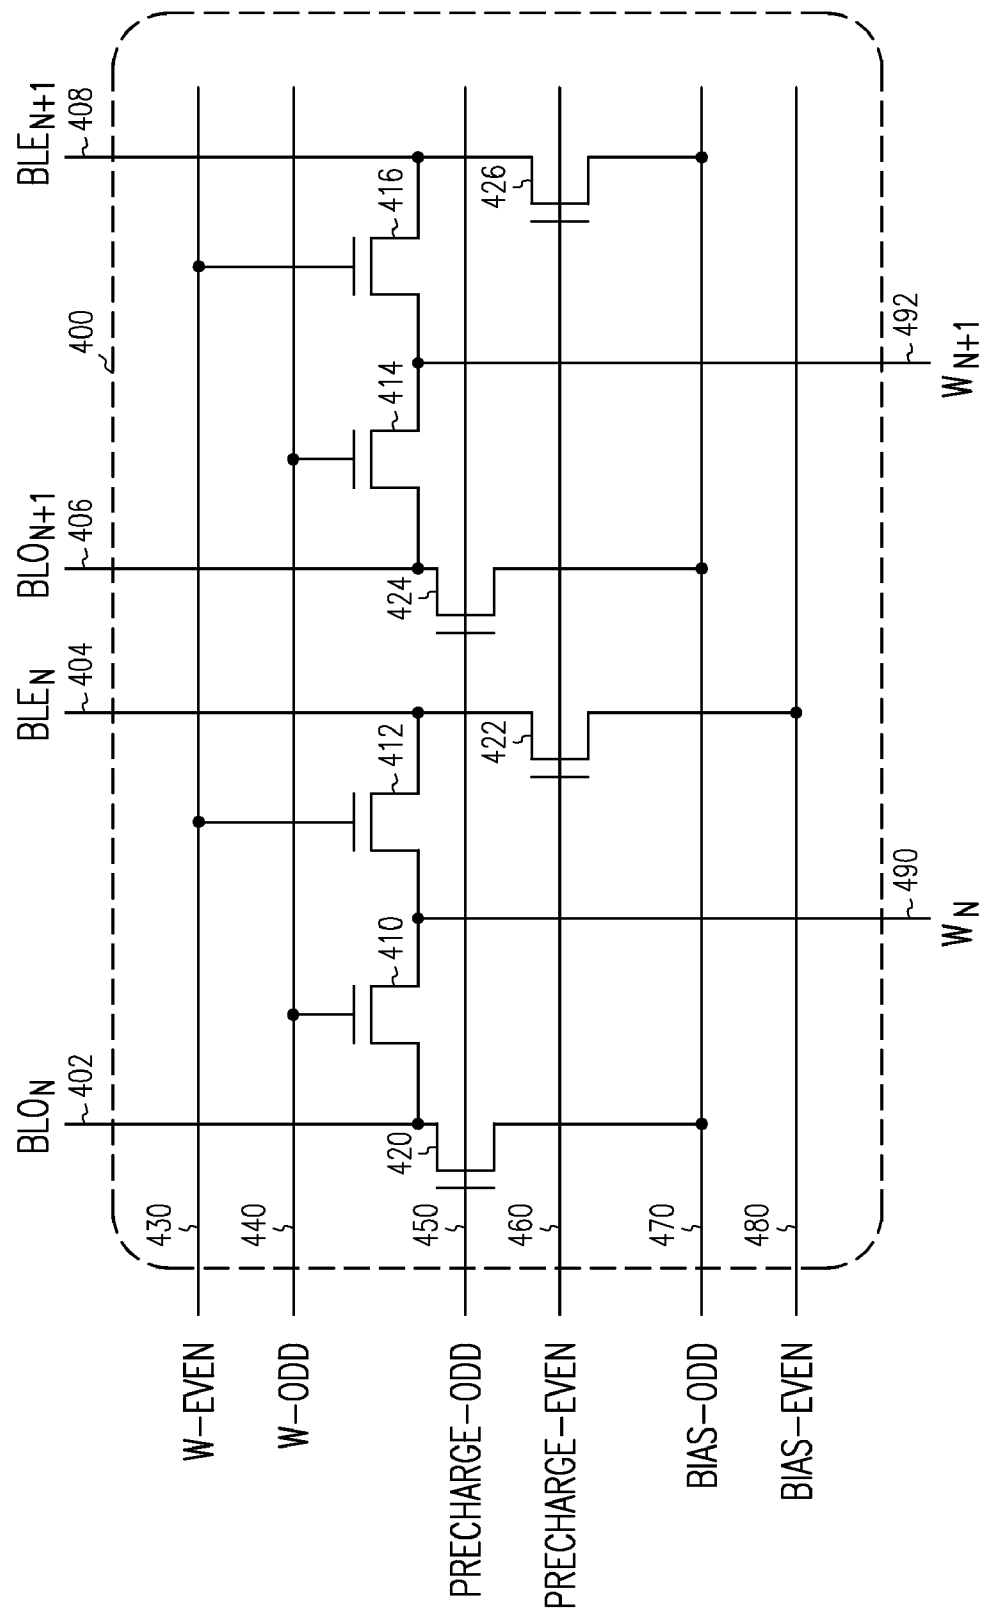 BLO_N
402
BLE_N
404
BLO_N+1
406
BLE_N+1
408
400
W-EVEN
430
W-ODD
440
410
412
414
416
PRECHARGE-ODD
450
420
424
PRECHARGE-EVEN
460
422
426
BIAS-ODD
470
BIAS-EVEN
480
490
W_N
492
W_N+1